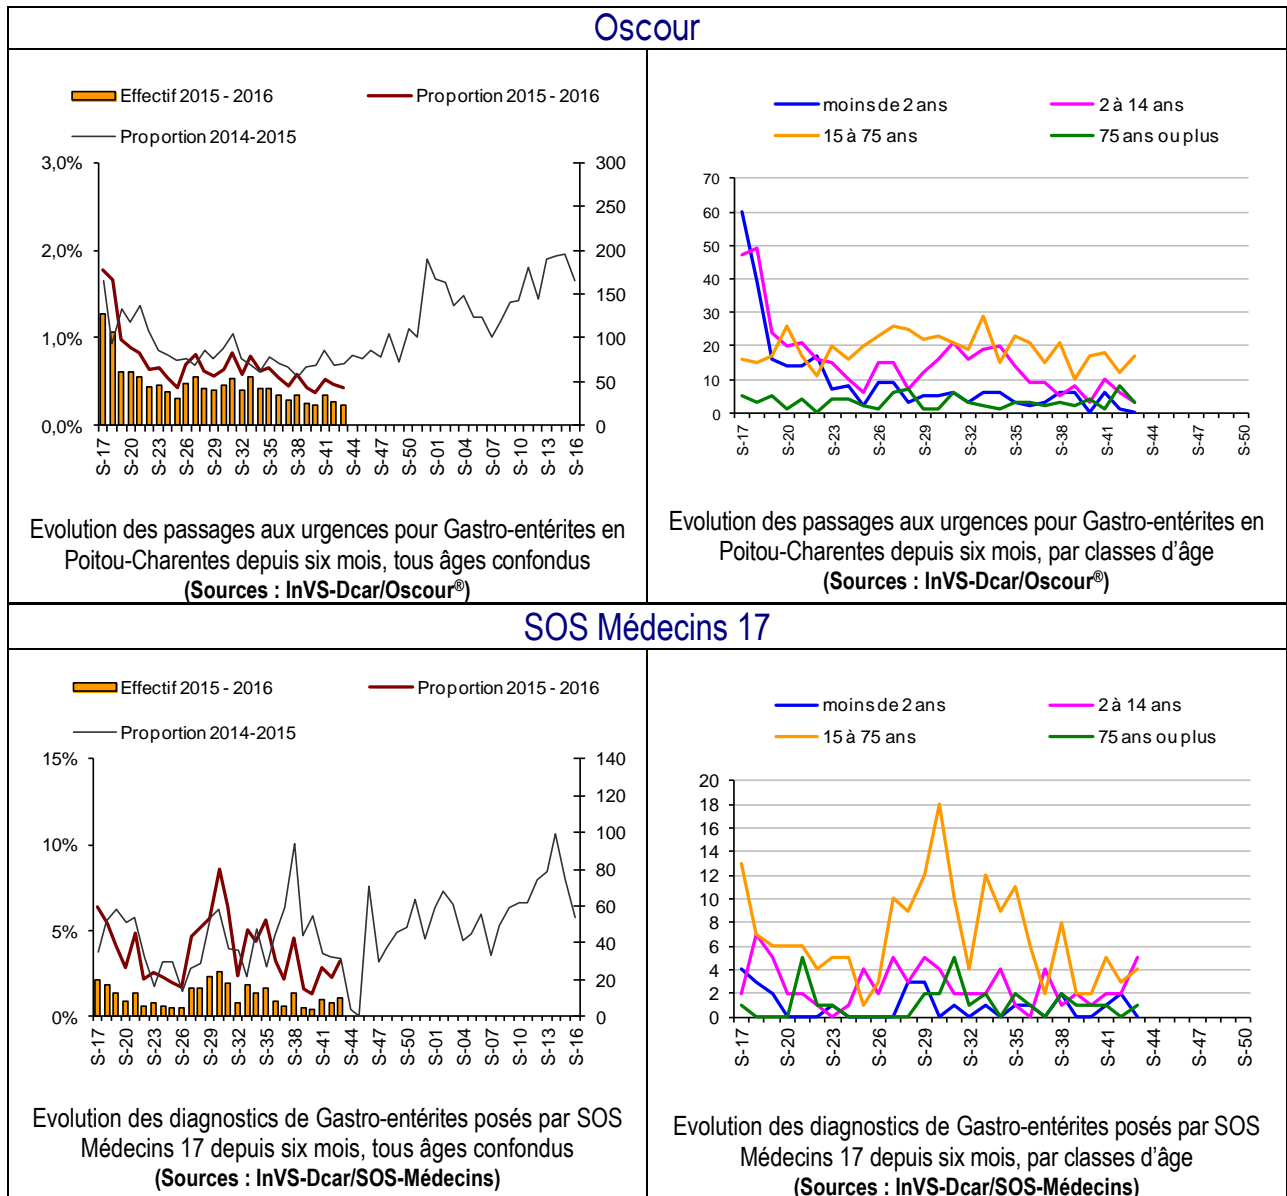 Oscour
Effectif 2015 - 2016
Proportion 2015 - 2016
Proportion 2014-2015
3,0%
2,0%
1,0%
0,0%
300
250
200
150
100
50
0
S-17
S-20
S-23
S-26
S-29
S-32
S-35
S-38
S-41
S-44
S-47
S-50
S-01
S-04
S-07
S-10
S-13
S-16
Evolution des passages aux urgences pour Gastro-entérites en
Poitou-Charentes depuis six mois, tous âges confondus
(Sources : InVS-Dcar/Oscour®)
moins de 2 ans
2 à 14 ans
15 à 75 ans
75 ans ou plus
70
60
50
40
30
20
10
0
S-17
S-20
S-23
S-26
S-29
S-32
S-35
S-38
S-41
S-44
S-47
S-50
Evolution des passages aux urgences pour Gastro-entérites en
Poitou-Charentes depuis six mois, par classes d’âge
(Sources : InVS-Dcar/Oscour®)
SOS Médecins 17
Effectif 2015 - 2016
Proportion 2015 - 2016
Proportion 2014-2015
15%
10%
5%
0%
140
120
100
80
60
40
20
0
S-17
S-20
S-23
S-26
S-29
S-32
S-35
S-38
S-41
S-44
S-47
S-50
S-01
S-04
S-07
S-10
S-13
S-16
Evolution des diagnostics de Gastro-entérites posés par SOS
Médecins 17 depuis six mois, tous âges confondus
(Sources : InVS-Dcar/SOS-Médecins)
moins de 2 ans
2 à 14 ans
15 à 75 ans
75 ans ou plus
20
18
16
14
12
10
8
6
4
2
0
S-17
S-20
S-23
S-26
S-29
S-32
S-35
S-38
S-41
S-44
S-47
S-50
Evolution des diagnostics de Gastro-entérites posés par SOS
Médecins 17 depuis six mois, par classes d’âge
(Sources : InVS-Dcar/SOS-Médecins)